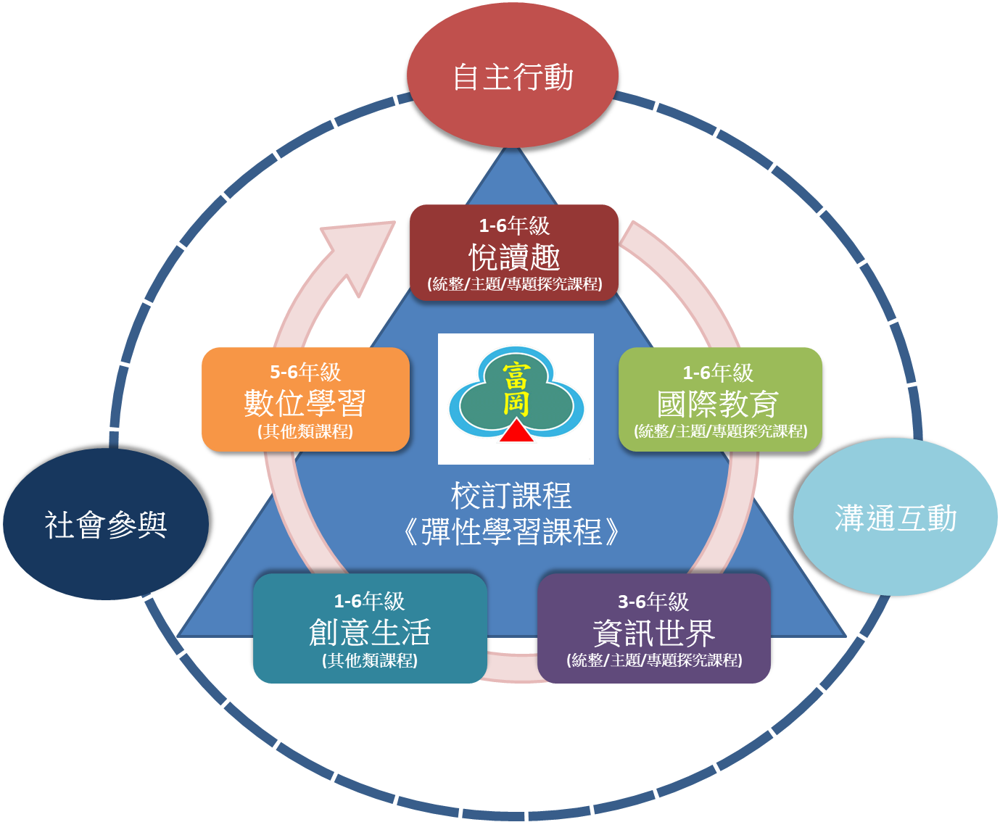 自主行動
1-6年級
悅讀趣
(統整/主題/專題探究課程)
5-6年級
數位學習
(其他類課程)
富
岡
1-6年級
國際教育
(統整/主題/專題探究課程)
校訂課程
《彈性學習課程》
社會參與
溝通互動
1-6年級
創意生活
(其他類課程)
3-6年級
資訊世界
(統整/主題/專題探究課程)